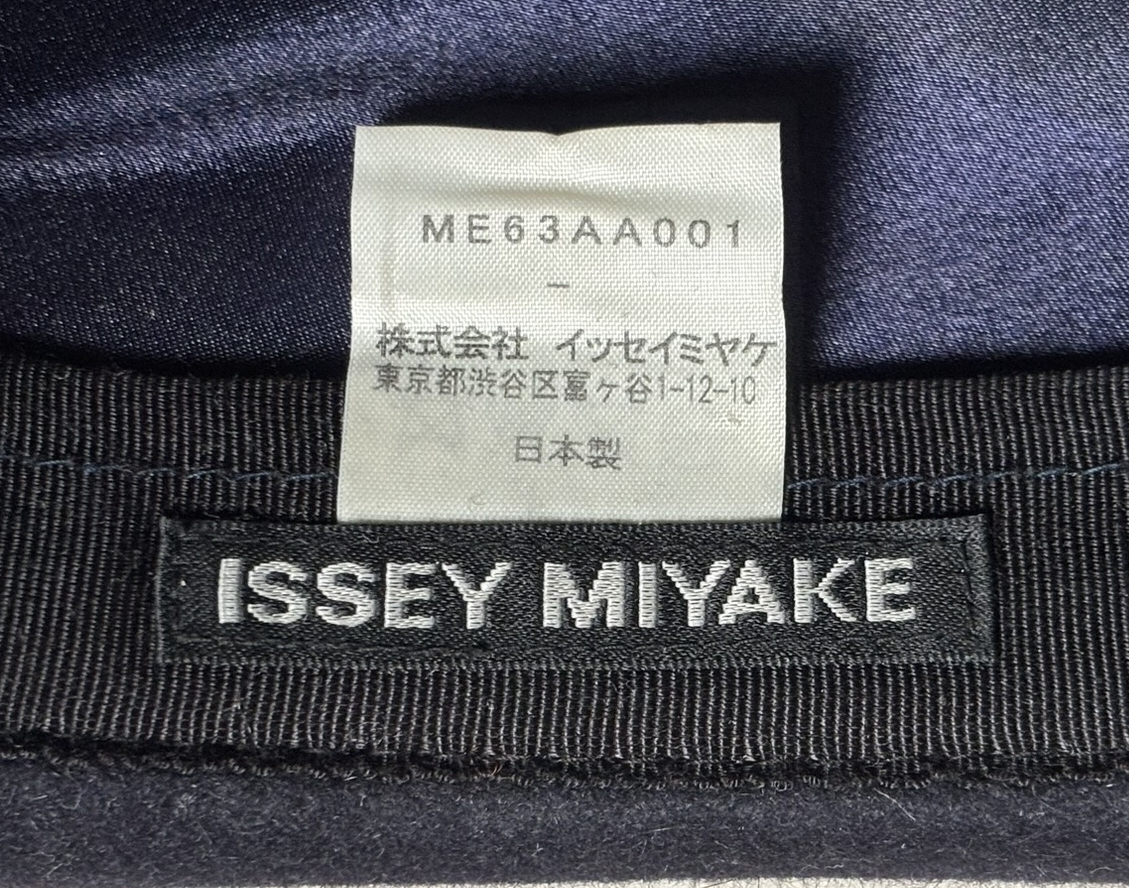 ME63AA001
–
株式会社 イッセイミヤケ
東京都渋谷区富ヶ谷1-12-10
日本製
ISSEY MIYAKE